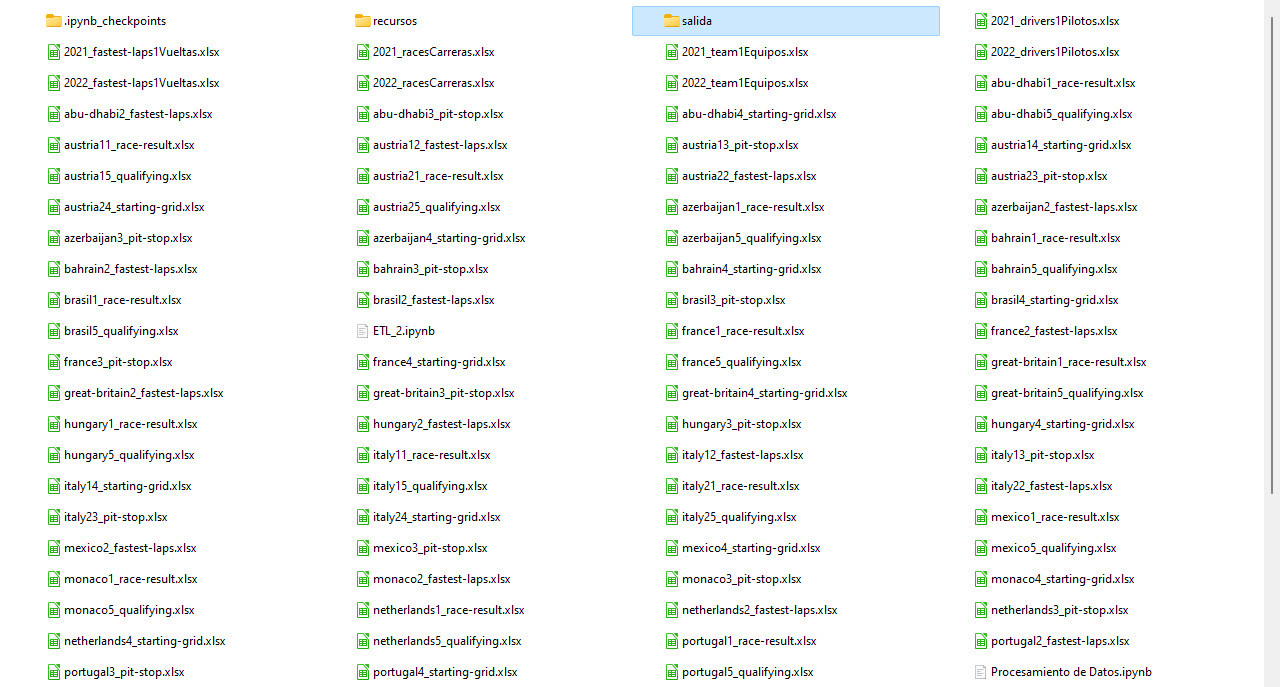 .ipynb_checkpoints
recursos
salida
2021_drivers1Pilotos.xlsx
2021_fastest-laps1Vueltas.xlsx
2021_racesCarreras.xlsx
2021_team1Equipos.xlsx
2022_drivers1Pilotos.xlsx
2022_fastest-laps1Vueltas.xlsx
2022_racesCarreras.xlsx
2022_team1Equipos.xlsx
abu-dhabi1_race-result.xlsx
abu-dhabi2_fastest-laps.xlsx
abu-dhabi3_pit-stop.xlsx
abu-dhabi4_starting-grid.xlsx
abu-dhabi5_qualifying.xlsx
austria11_race-result.xlsx
austria12_fastest-laps.xlsx
austria13_pit-stop.xlsx
austria14_starting-grid.xlsx
austria15_qualifying.xlsx
austria21_race-result.xlsx
austria22_fastest-laps.xlsx
austria23_pit-stop.xlsx
austria24_starting-grid.xlsx
austria25_qualifying.xlsx
azerbaijan1_race-result.xlsx
azerbaijan2_fastest-laps.xlsx
azerbaijan3_pit-stop.xlsx
azerbaijan4_starting-grid.xlsx
azerbaijan5_qualifying.xlsx
bahrain1_race-result.xlsx
bahrain2_fastest-laps.xlsx
bahrain3_pit-stop.xlsx
bahrain4_starting-grid.xlsx
bahrain5_qualifying.xlsx
brasil1_race-result.xlsx
brasil2_fastest-laps.xlsx
brasil3_pit-stop.xlsx
brasil4_starting-grid.xlsx
brasil5_qualifying.xlsx
ETL_2.ipynb
france1_race-result.xlsx
france2_fastest-laps.xlsx
france3_pit-stop.xlsx
france4_starting-grid.xlsx
france5_qualifying.xlsx
great-britain1_race-result.xlsx
great-britain2_fastest-laps.xlsx
great-britain3_pit-stop.xlsx
great-britain4_starting-grid.xlsx
great-britain5_qualifying.xlsx
hungary1_race-result.xlsx
hungary2_fastest-laps.xlsx
hungary3_pit-stop.xlsx
hungary4_starting-grid.xlsx
hungary5_qualifying.xlsx
italy11_race-result.xlsx
italy12_fastest-laps.xlsx
italy13_pit-stop.xlsx
italy14_starting-grid.xlsx
italy15_qualifying.xlsx
italy21_race-result.xlsx
italy22_fastest-laps.xlsx
italy23_pit-stop.xlsx
italy24_starting-grid.xlsx
italy25_qualifying.xlsx
mexico1_race-result.xlsx
mexico2_fastest-laps.xlsx
mexico3_pit-stop.xlsx
mexico4_starting-grid.xlsx
mexico5_qualifying.xlsx
monaco1_race-result.xlsx
monaco2_fastest-laps.xlsx
monaco3_pit-stop.xlsx
monaco4_starting-grid.xlsx
monaco5_qualifying.xlsx
netherlands1_race-result.xlsx
netherlands2_fastest-laps.xlsx
netherlands3_pit-stop.xlsx
netherlands4_starting-grid.xlsx
netherlands5_qualifying.xlsx
portugal1_race-result.xlsx
portugal2_fastest-laps.xlsx
portugal3_pit-stop.xlsx
portugal4_starting-grid.xlsx
portugal5_qualifying.xlsx
Procesamiento de Datos.ipynb